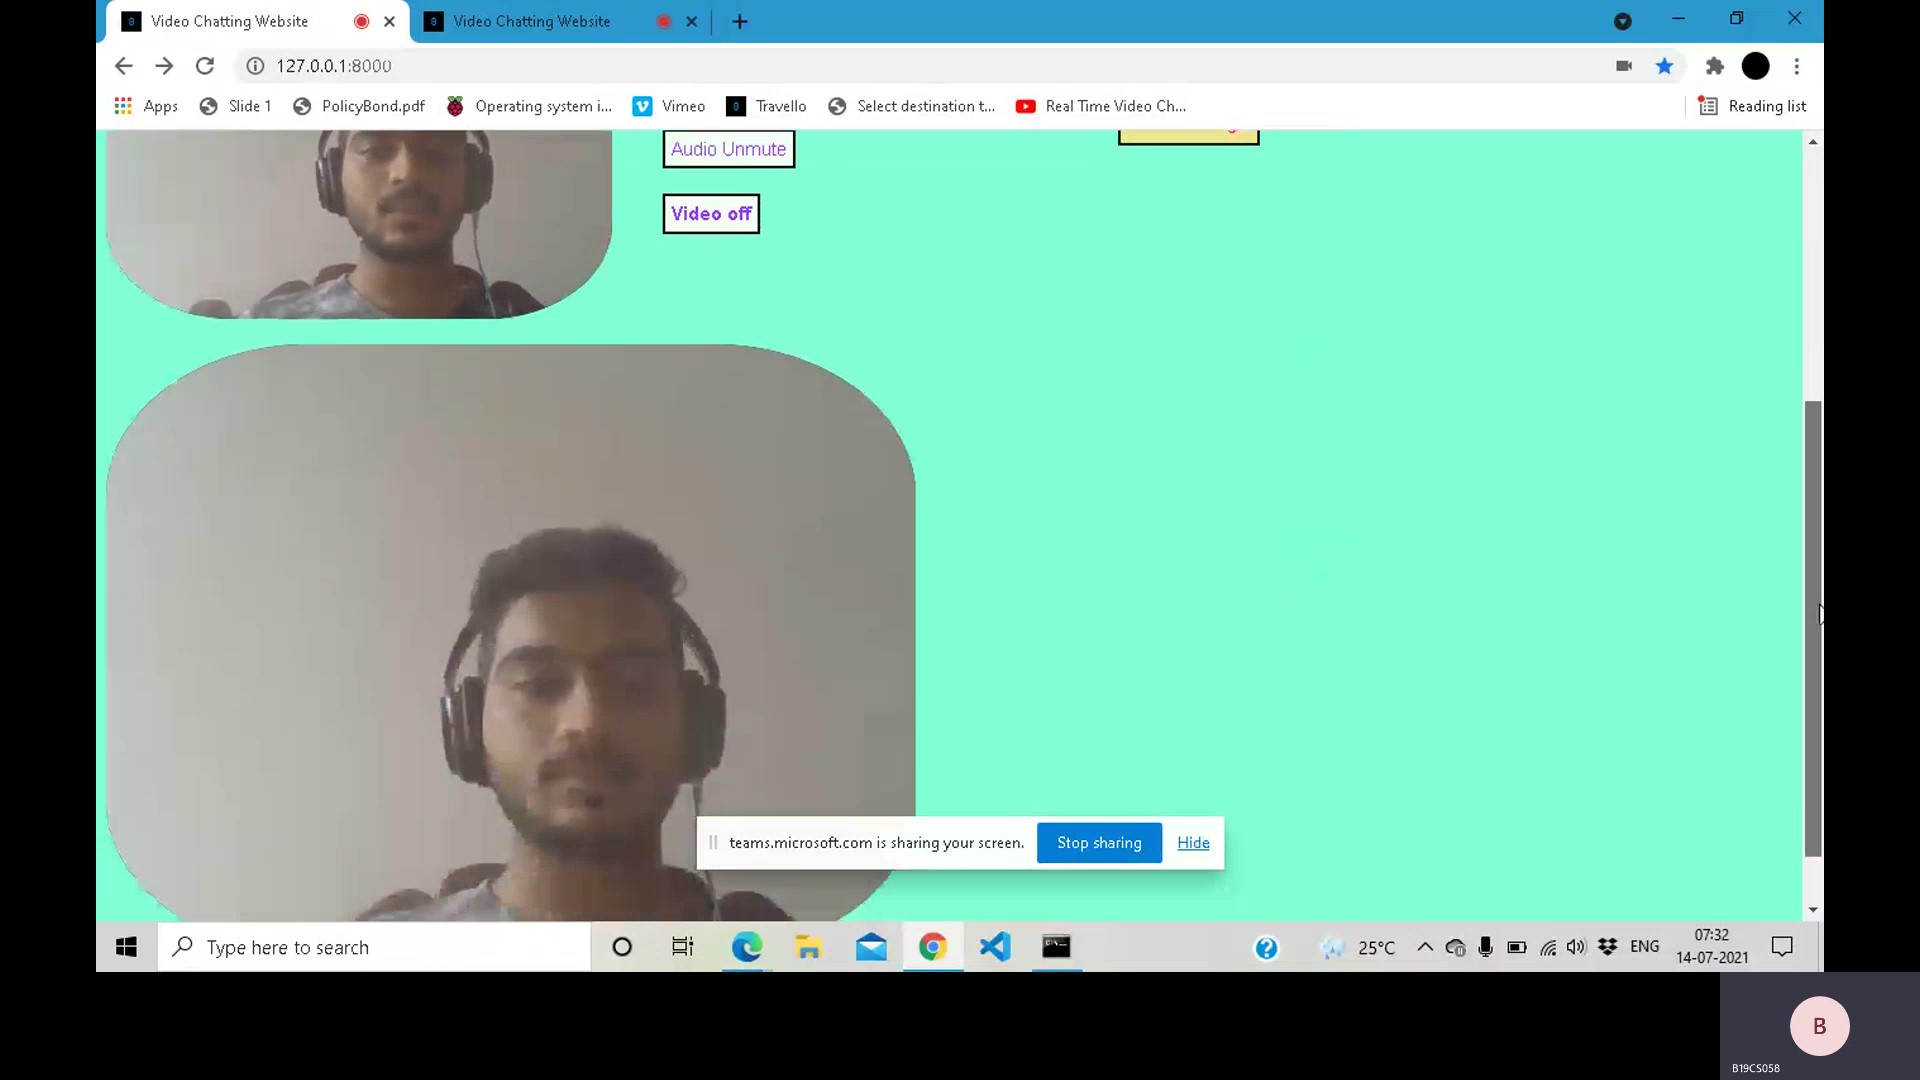 Video Chatting Website
Video Chatting Website
127.0.0.1:8000
Apps
Slide 1
PolicyBond.pdf
Operating system i...
Vimeo
Travello
Select destination t...
Real Time Video Ch...
Reading list
Audio Unmute
Video off
teams.microsoft.com is sharing your screen.
Stop sharing
Hide
Type here to search
25°C
ENG
07:32
14-07-2021
B
B19CS058